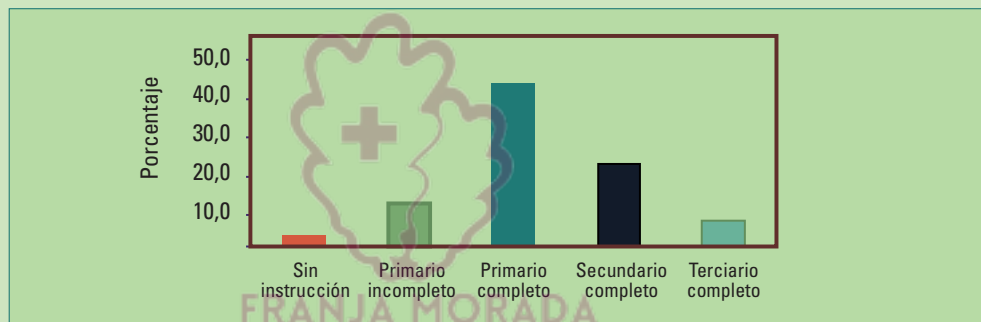 Porcentaje
50,0
40,0
30,0
20,0
10,0
Sin instrucción
Primario incompleto
Primario completo
Secundario completo
Terciario completo
FRANJA MORADA